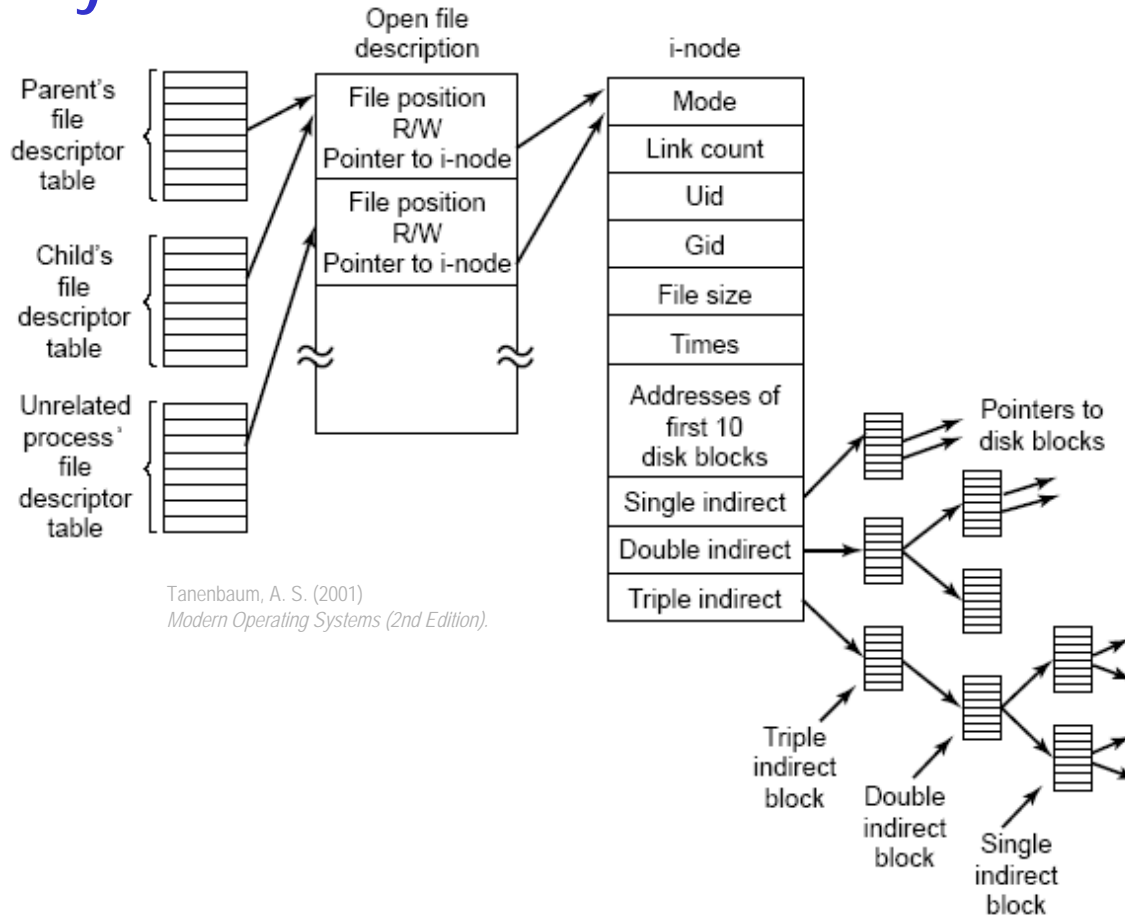 y
Open file
description
i-node
Parent's
file
descriptor
table
File position
R/W
Pointer to i-node
File position
R/W
Pointer to i-node
Child's
file
descriptor
table
Unrelated
process'
file
descriptor
table
Mode
Link count
Uid
Gid
File size
Times
Addresses of
first 10
disk blocks
Single indirect
Double indirect
Triple indirect
Pointers to
disk blocks
Tanenbaum, A. S. (2001)
Modern Operating Systems (2nd Edition).
Triple
indirect
block
Double
indirect
block
Single
indirect
block